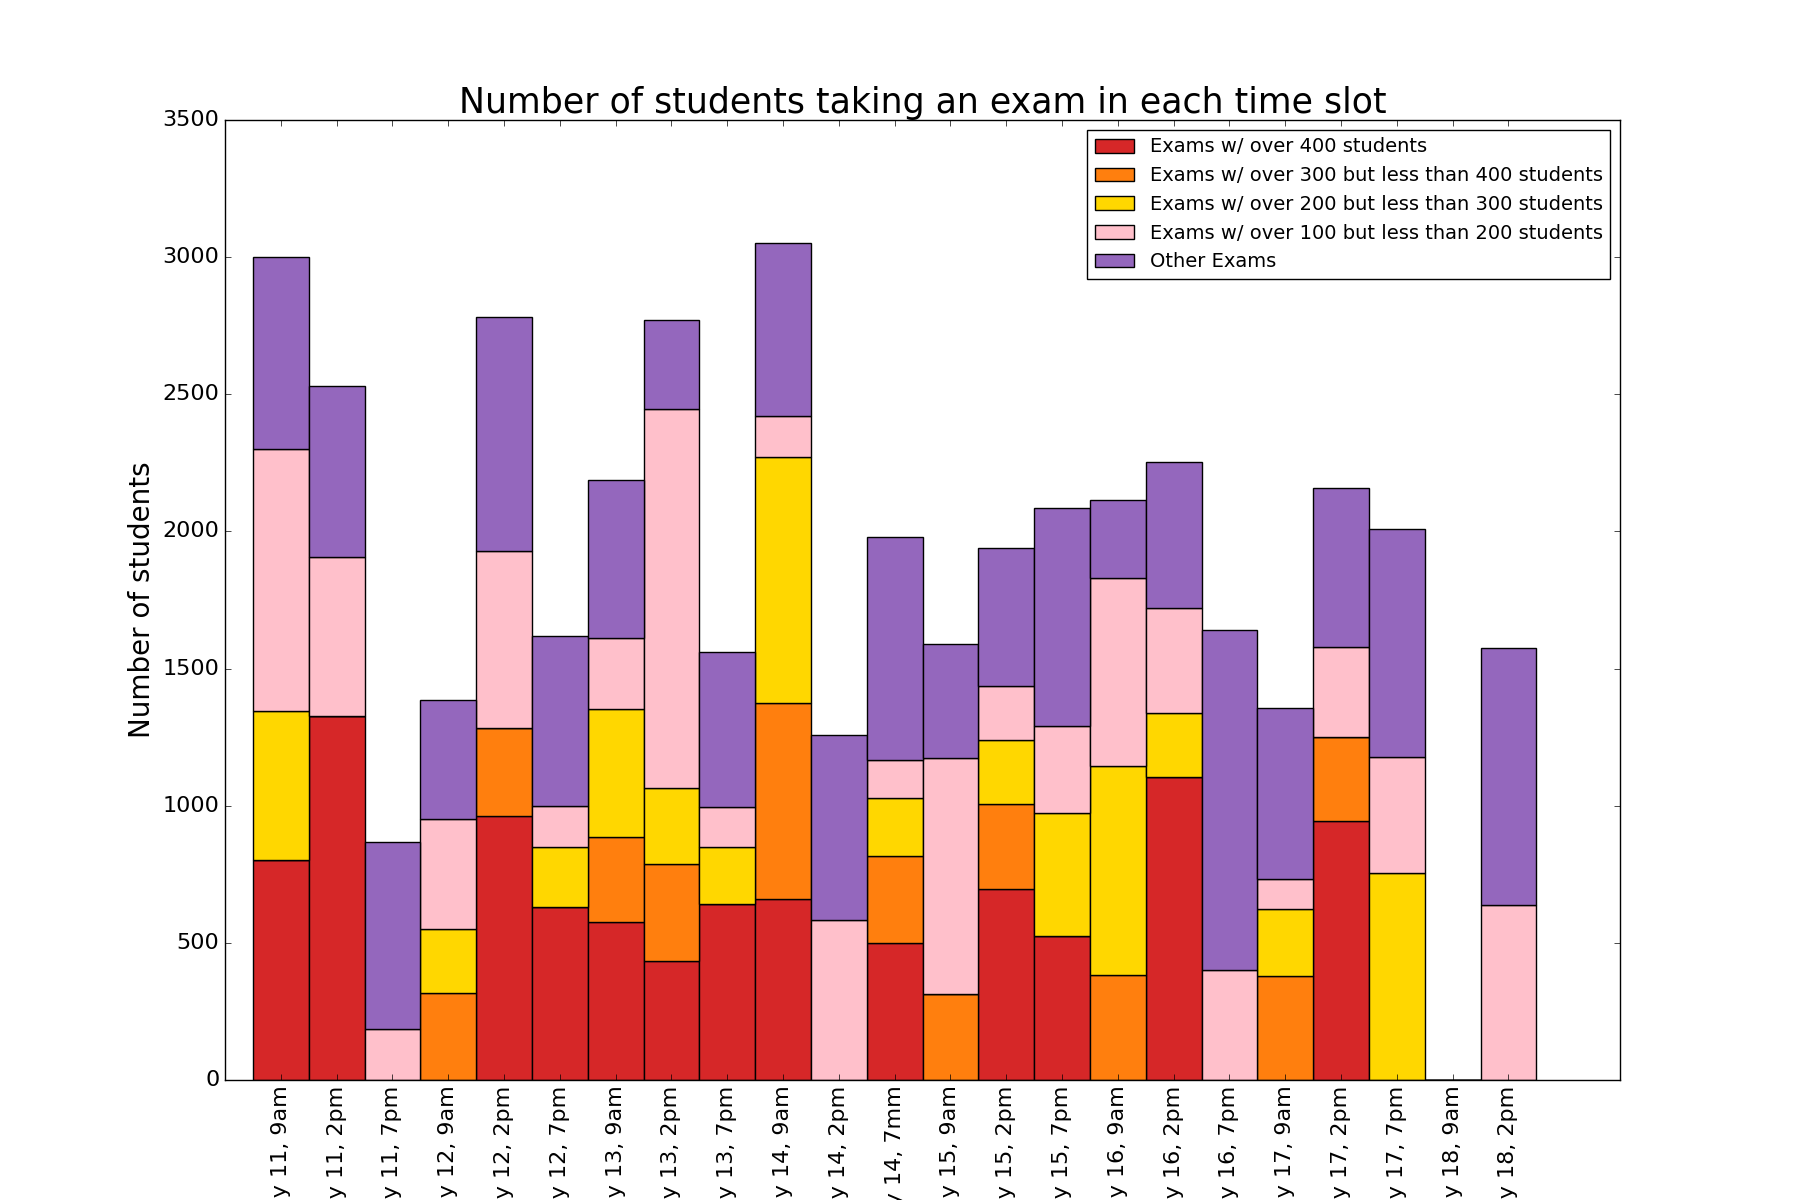 Number of students taking an exam in each time slot
Exams w/ over 400 students
Exams w/ over 300 but less than 400 students
Exams w/ over 200 but less than 300 students
Exams w/ over 100 but less than 200 students
Other Exams
Number of students
3500
3000
2500
2000
1500
1000
500
0
y 11, 9am
y 11, 2pm
y 11, 7pm
y 12, 9am
y 12, 2pm
y 12, 7pm
y 13, 9am
y 13, 2pm
y 13, 7pm
y 14, 9am
y 14, 2pm
y 14, 7mm
y 15, 9am
y 15, 2pm
y 15, 7pm
y 16, 9am
y 16, 2pm
y 16, 7pm
y 17, 9am
y 17, 2pm
y 17, 7pm
y 18, 9am
y 18, 2pm